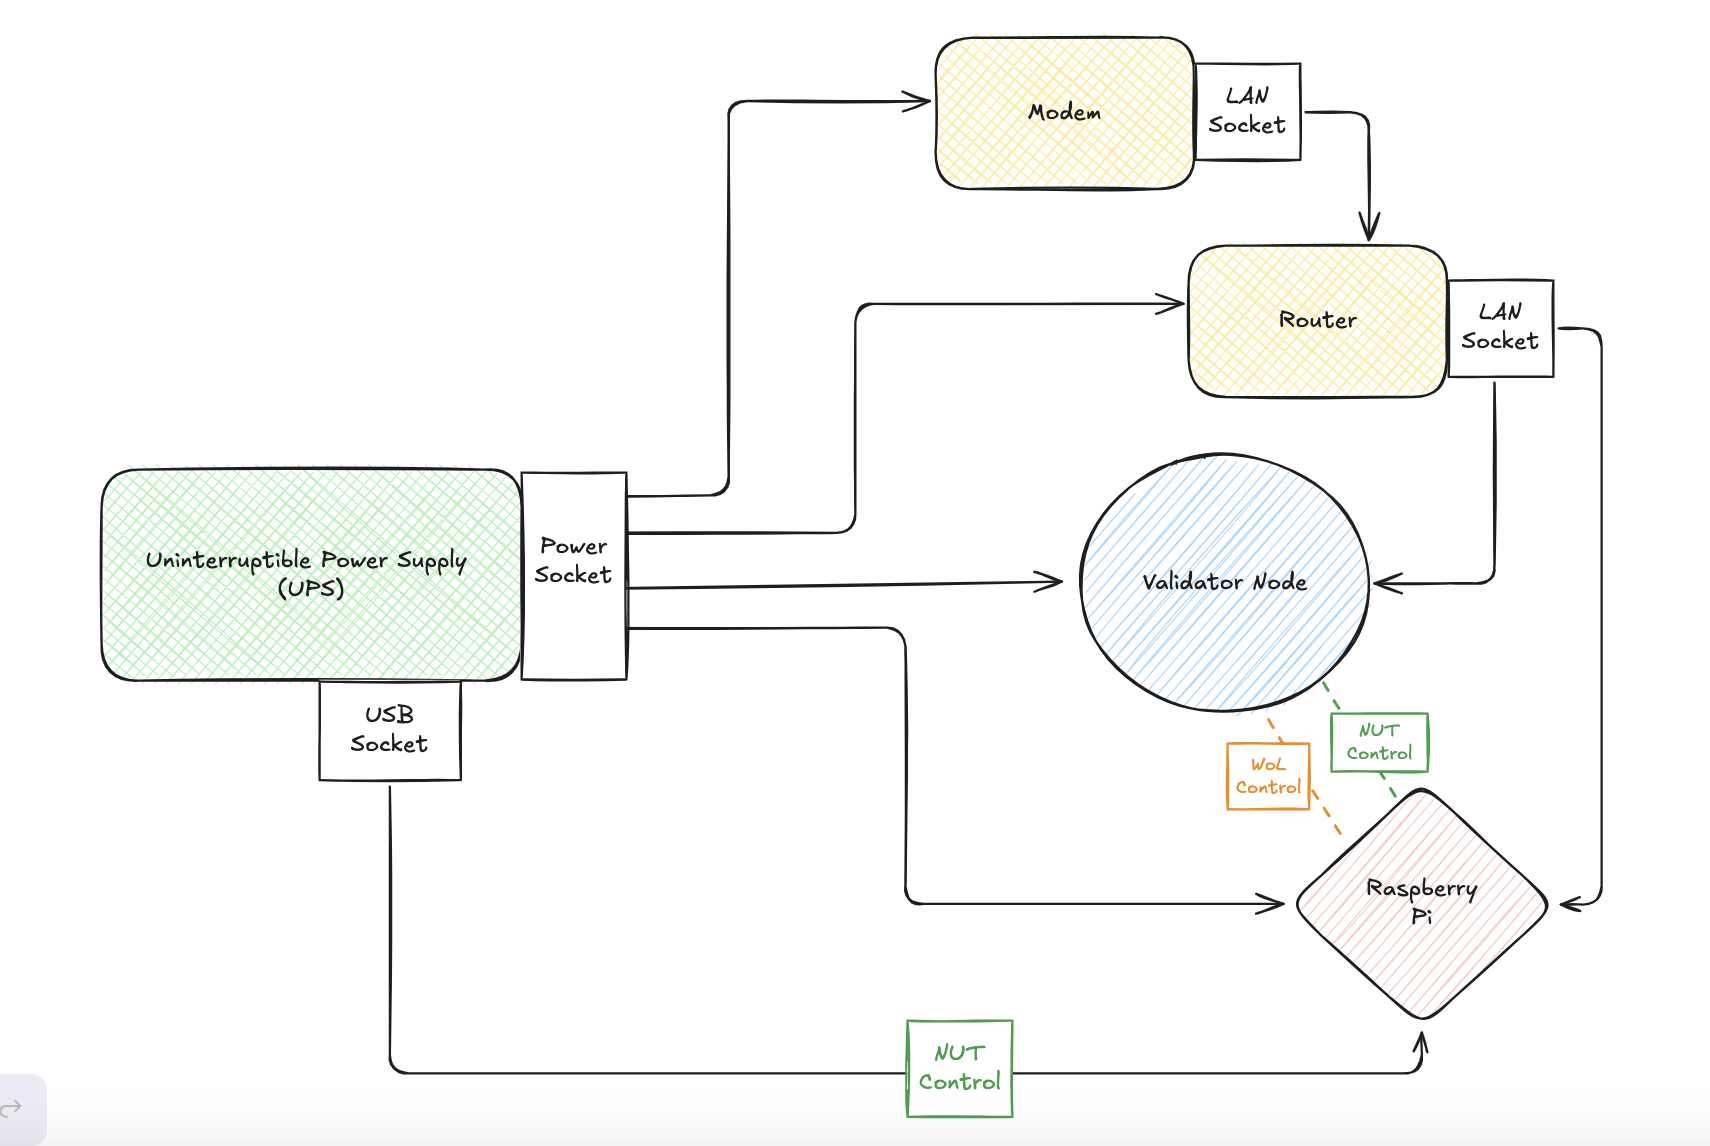 Modem
LAN
Socket
Router
LAN
Socket
Uninterruptible Power Supply
(UPS)
Power
Socket
Validator Node
USB
Socket
NUT
Control
WoL
Control
Raspberry
Pi
NUT
Control